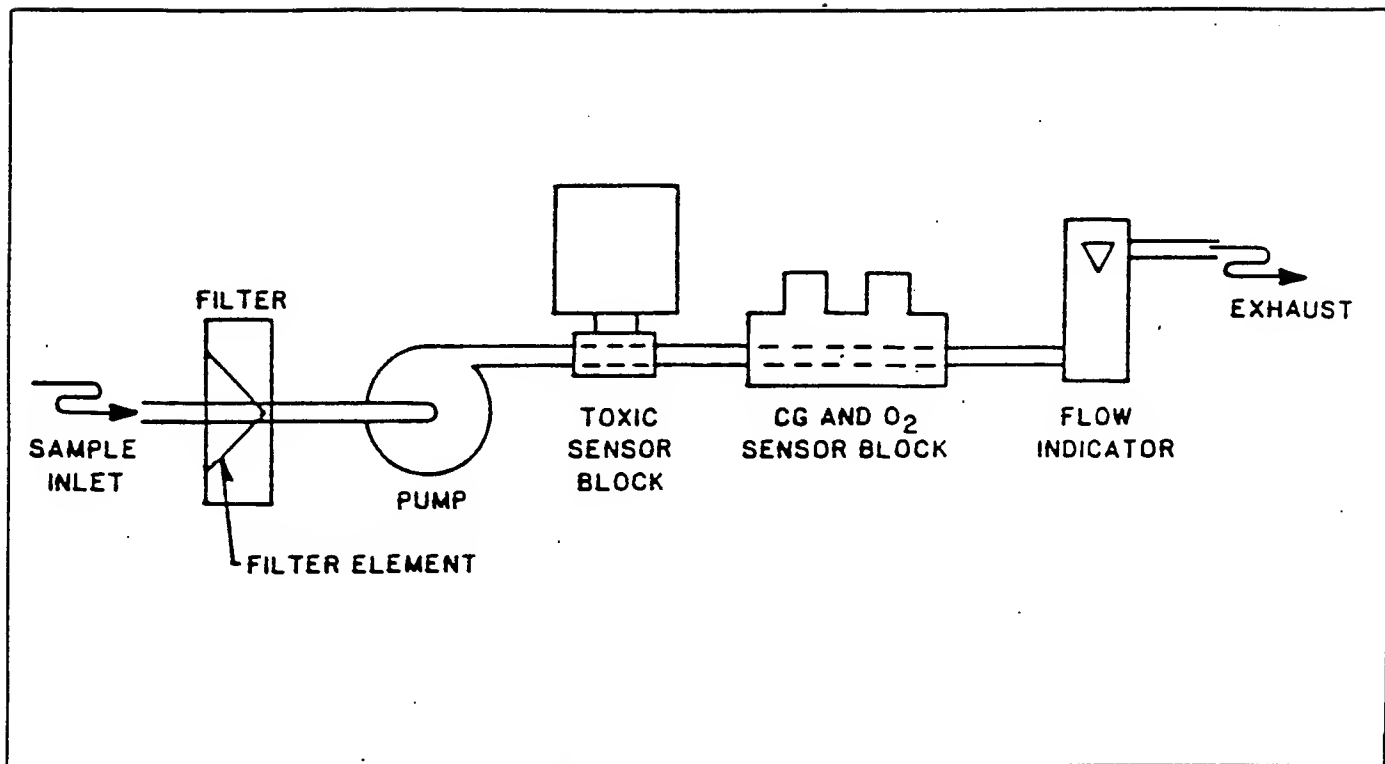 FILTER
SAMPLE
INLET
FILTER ELEMENT
PUMP
TOXIC
SENSOR
BLOCK
CG AND O₂
SENSOR BLOCK
FLOW
INDICATOR
EXHAUST